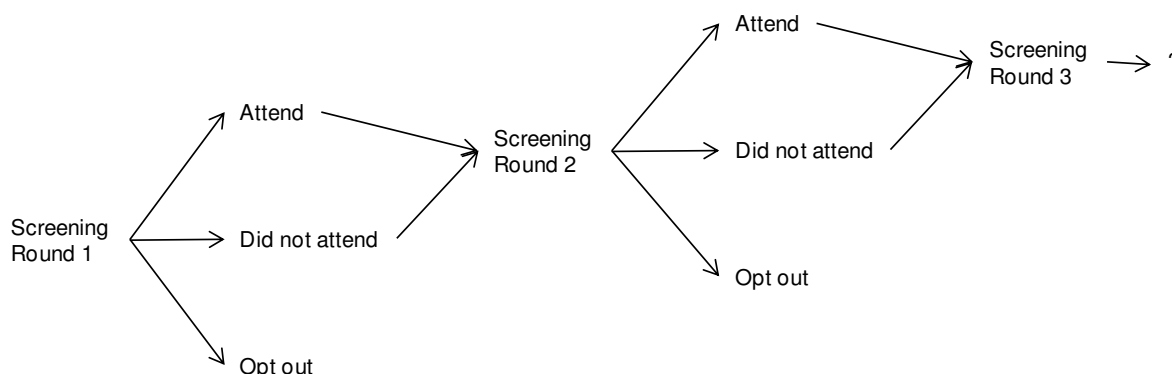 Attend
Screening
Round 3
Attend
Screening
Round 2
Did not attend
Screening
Round 1
Did not attend
Opt out
Opt out